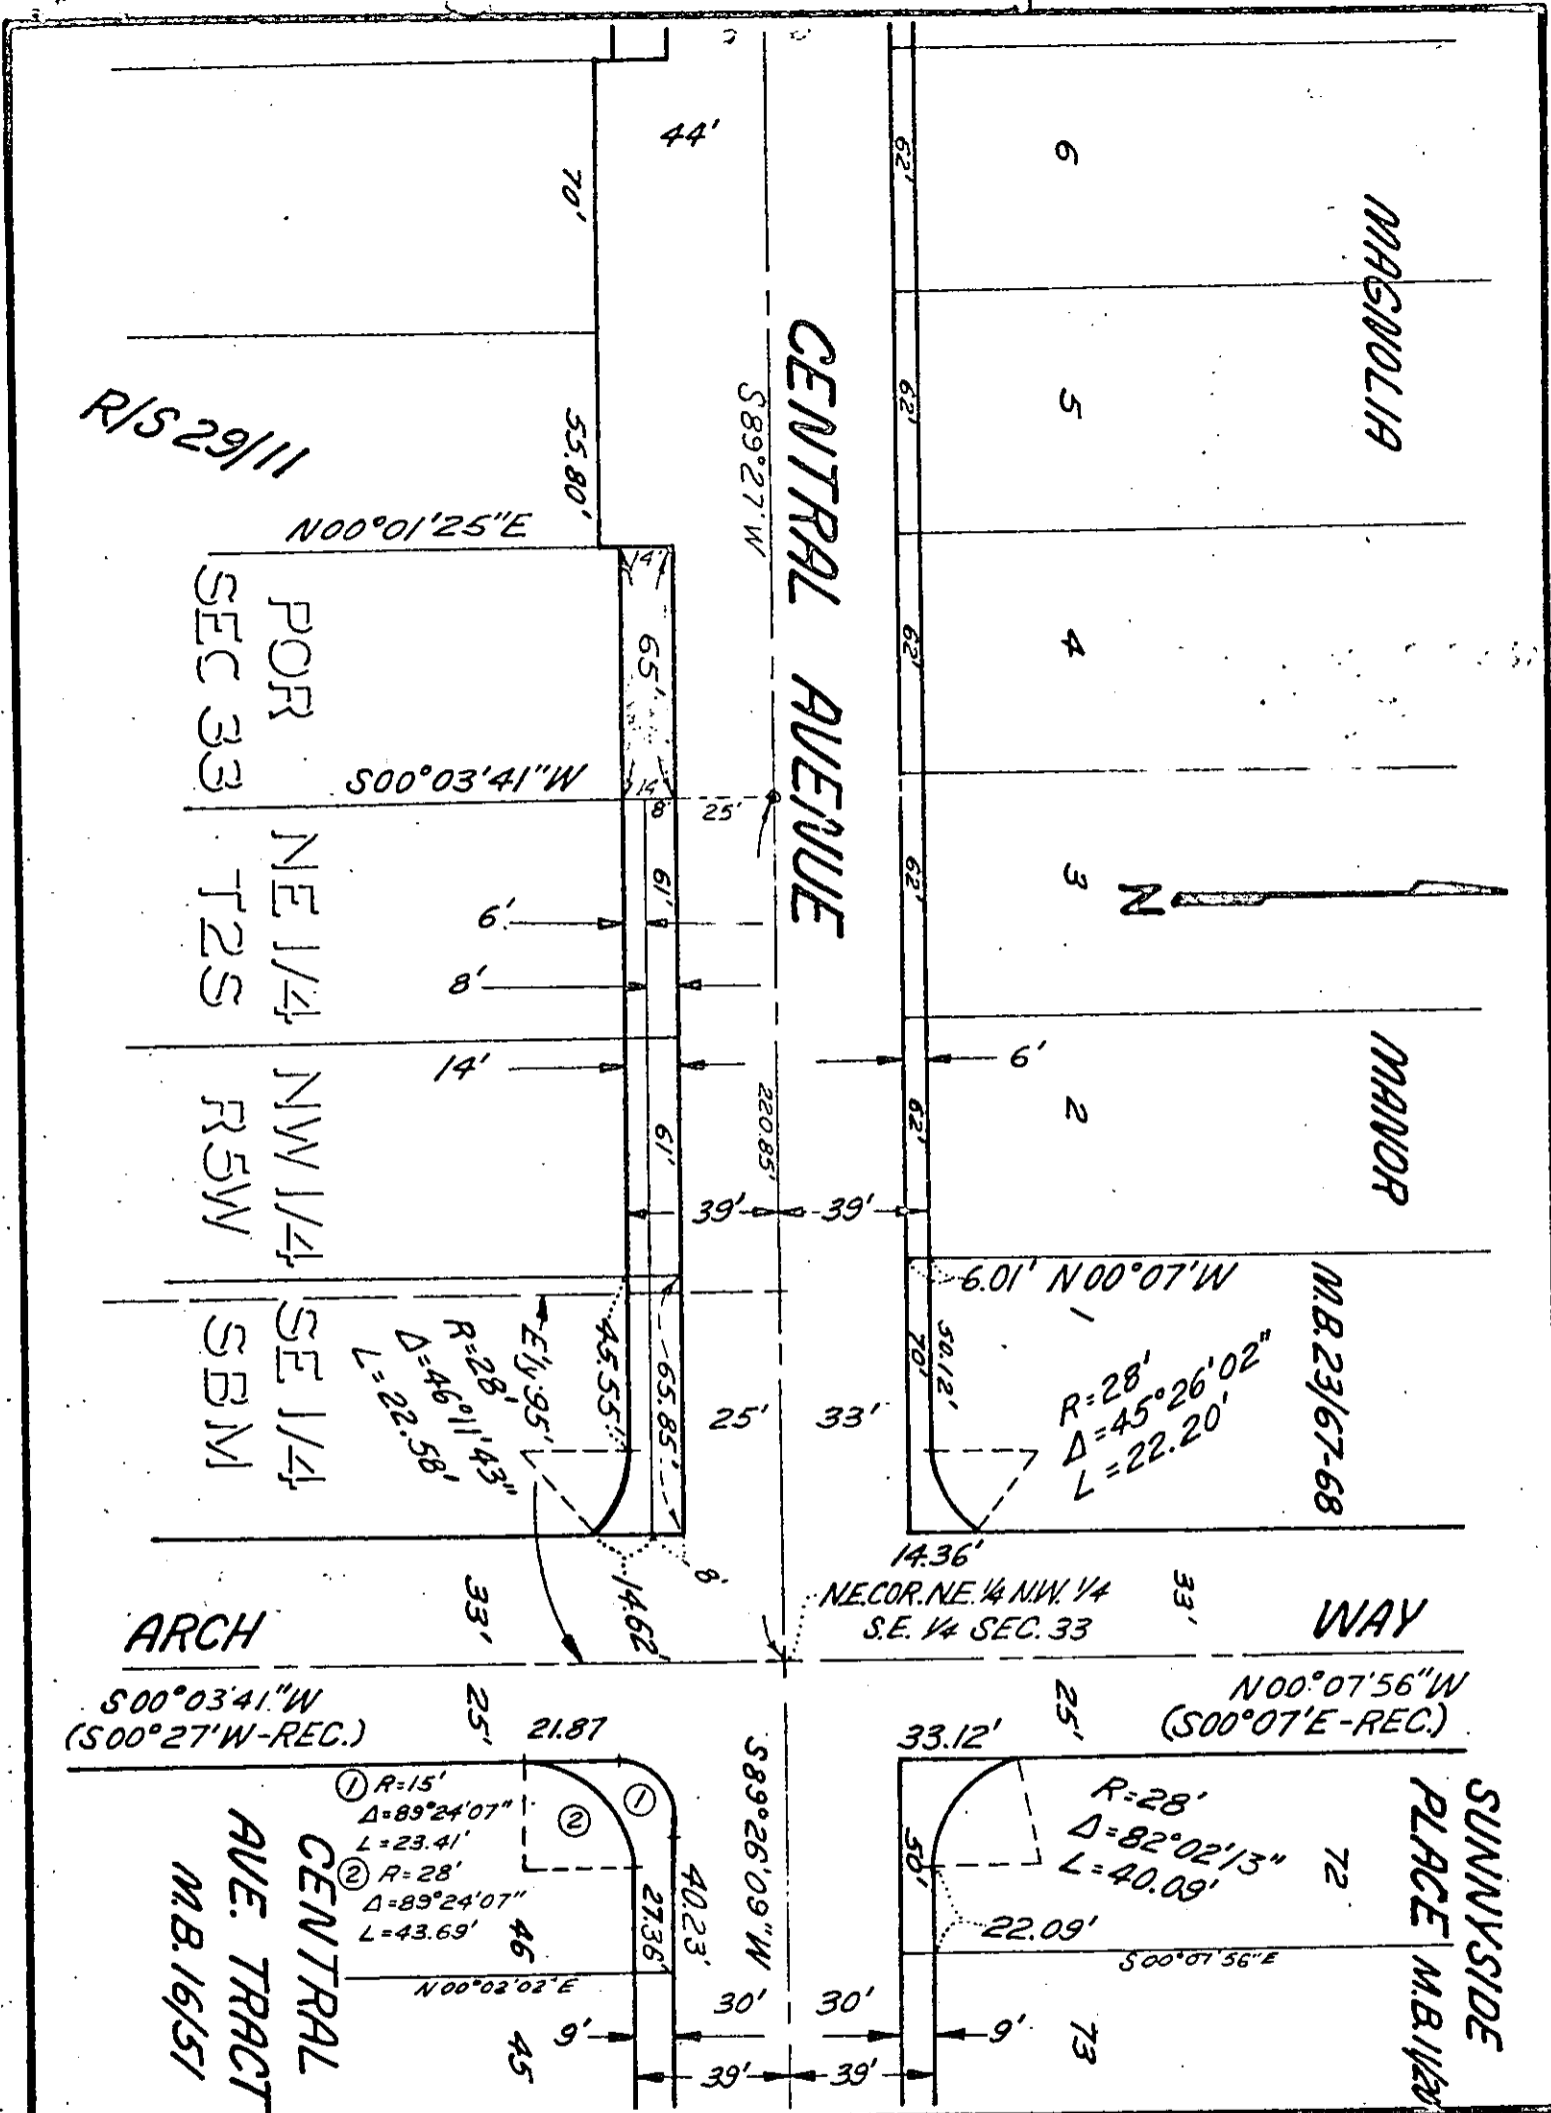 MAGNOLIA
MANOR
M.B. 23/67-68
6
5
4
3
2
1
62'
62'
62'
62'
62'
70'
N
6'
6.01' N00°07'W
50.12'
R=28'
Δ=45°26'02"
L=22.20'
14.36'
44'
CENTRAL AVENUE
S89°27'W
220.85'
39'
39'
25'
25'
33'
70'
55.80'
R/S 29/11
N00°01'25"E
14'
65'
14'
8'
S00°03'41"W
61'
61'
6'
8'
14'
POR NE 1/4 NW 1/4 SE 1/4
SEC 33 T2S R5W SBM
65.85'
45.55'
E'ly 95'
R=28'
Δ=46°11'43"
L=22.58'
8'
14.62'
N.E. COR. N.E. 1/4 N.W. 1/4
S.E. 1/4 SEC. 33
ARCH WAY
33'
33'
25'
25'
S00°03'41"W
(S00°27'W-REC.)
N00°07'56"W
(S00°07'E-REC.)
21.87
33.12'
① R=15'
Δ=89°24'07"
L=23.41'
② R=28'
Δ=89°24'07"
L=43.69'
①
②
S89°26'09"W
40.23'
27.36'
50'
R=28'
Δ=82°02'13"
L=40.09'
22.09'
72
73
46
45
N00°02'02"E
S00°07'56"E
30'
30'
9'
9'
39'
39'
CENTRAL
AVE. TRACT
M.B. 16/51
SUNNYSIDE
PLACE M.B. 11/20